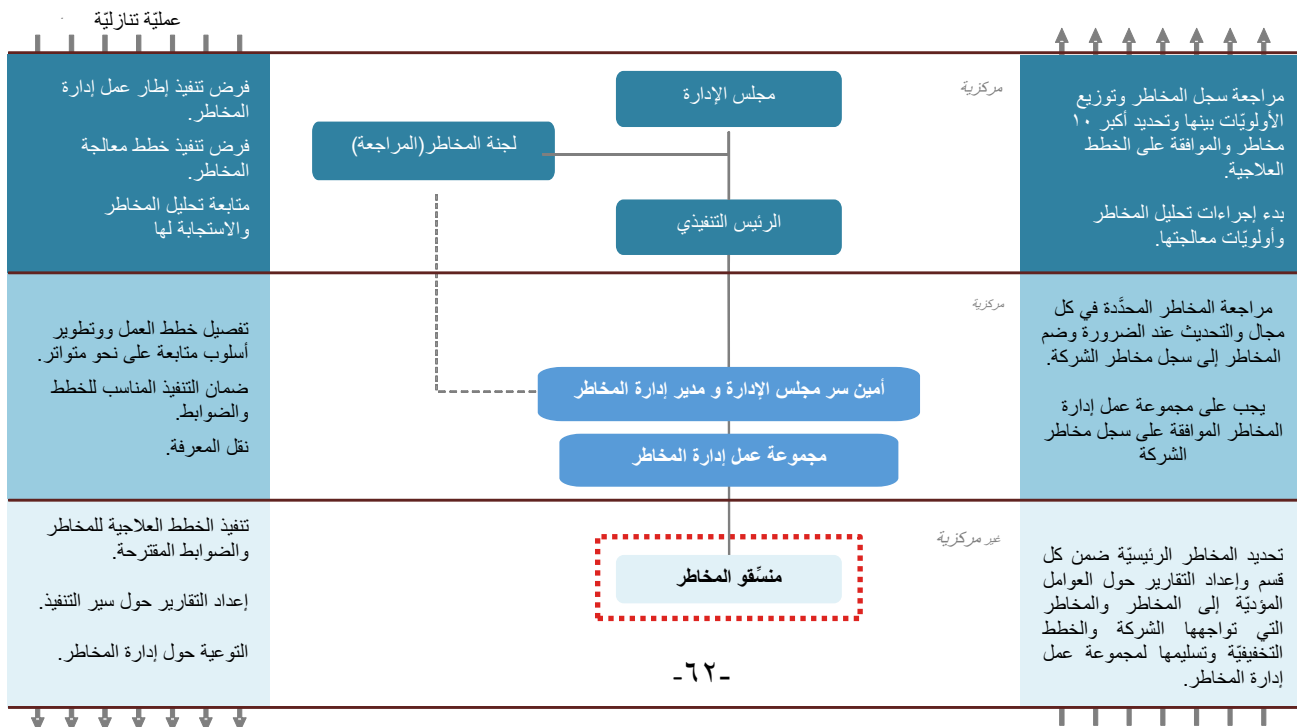 عمليّة تنازليّة
مراجعة سجل المخاطر وتوزيع
الأولويّات بينها وتحديد أكبر ١٠
مخاطر والموافقة على الخطط
العلاجية.
بدء إجراءات تحليل المخاطر
وأولويّات معالجتها.
مركزية
مجلس الإدارة
لجنة المخاطر(المراجعة)
الرئيس التنفيذي
فرض تنفيذ إطار عمل إدارة
المخاطر.
فرض تنفيذ خطط معالجة
المخاطر.
متابعة تحليل المخاطر
والاستجابة لها
مراجعة المخاطر المحدَّدة في كل
مجال والتحديث عند الضرورة وضم
المخاطر إلى سجل مخاطر الشركة.
يجب على مجموعة عمل إدارة
المخاطر الموافقة على سجل مخاطر
الشركة
مركزية
أمين سر مجلس الإدارة و مدير إدارة المخاطر
مجموعة عمل إدارة المخاطر
تفصيل خطط العمل ووتطوير
أسلوب متابعة على نحو متواتر.
ضمان التنفيذ المناسب للخطط
والضوابط.
نقل المعرفة.
تحديد المخاطر الرئيسيّة ضمن كل
قسم وإعداد التقارير حول العوامل
المؤديّة إلى المخاطر والمخاطر
التي تواجهها الشركة والخطط
التخفيفيّة وتسليمها لمجموعة عمل
إدارة المخاطر.
غير مركزية
منسِّقو المخاطر
تنفيذ الخطط العلاجية للمخاطر
والضوابط المقترحة.
إعداد التقارير حول سير التنفيذ.
التوعية حول إدارة المخاطر.
-٦٢-